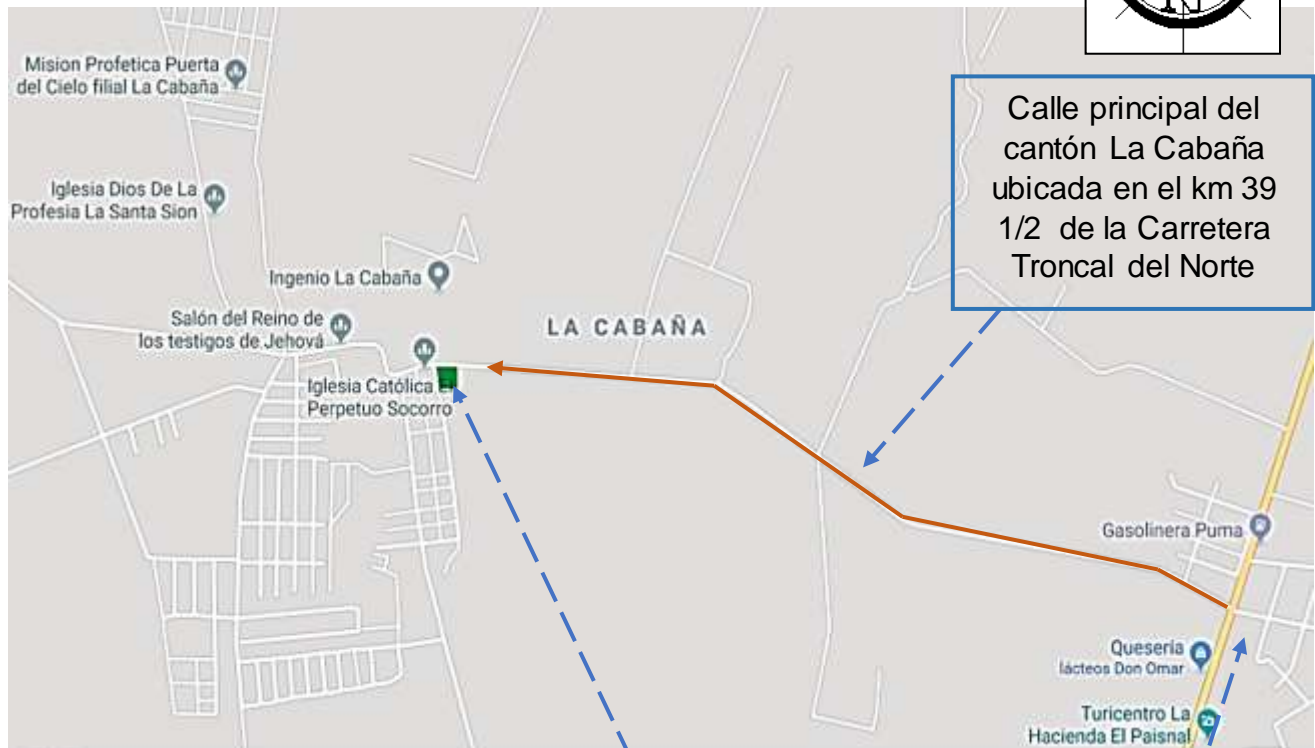 N
Mision Profetica Puerta
del Cielo filial La Cabaña
Calle principal del
cantón La Cabaña
ubicada en el km 39
1/2 de la Carretera
Troncal del Norte
Iglesia Dios De La
Profesia La Santa Sion
Ingenio La Cabaña
Salón del Reino de
los testigos de Jehová
LA CABAÑA
Iglesia Católica El
Perpetuo Socorro
Gasolinera Puma
Quesería
lácteos Don Omar
Turicentro La
Hacienda El Paisnal